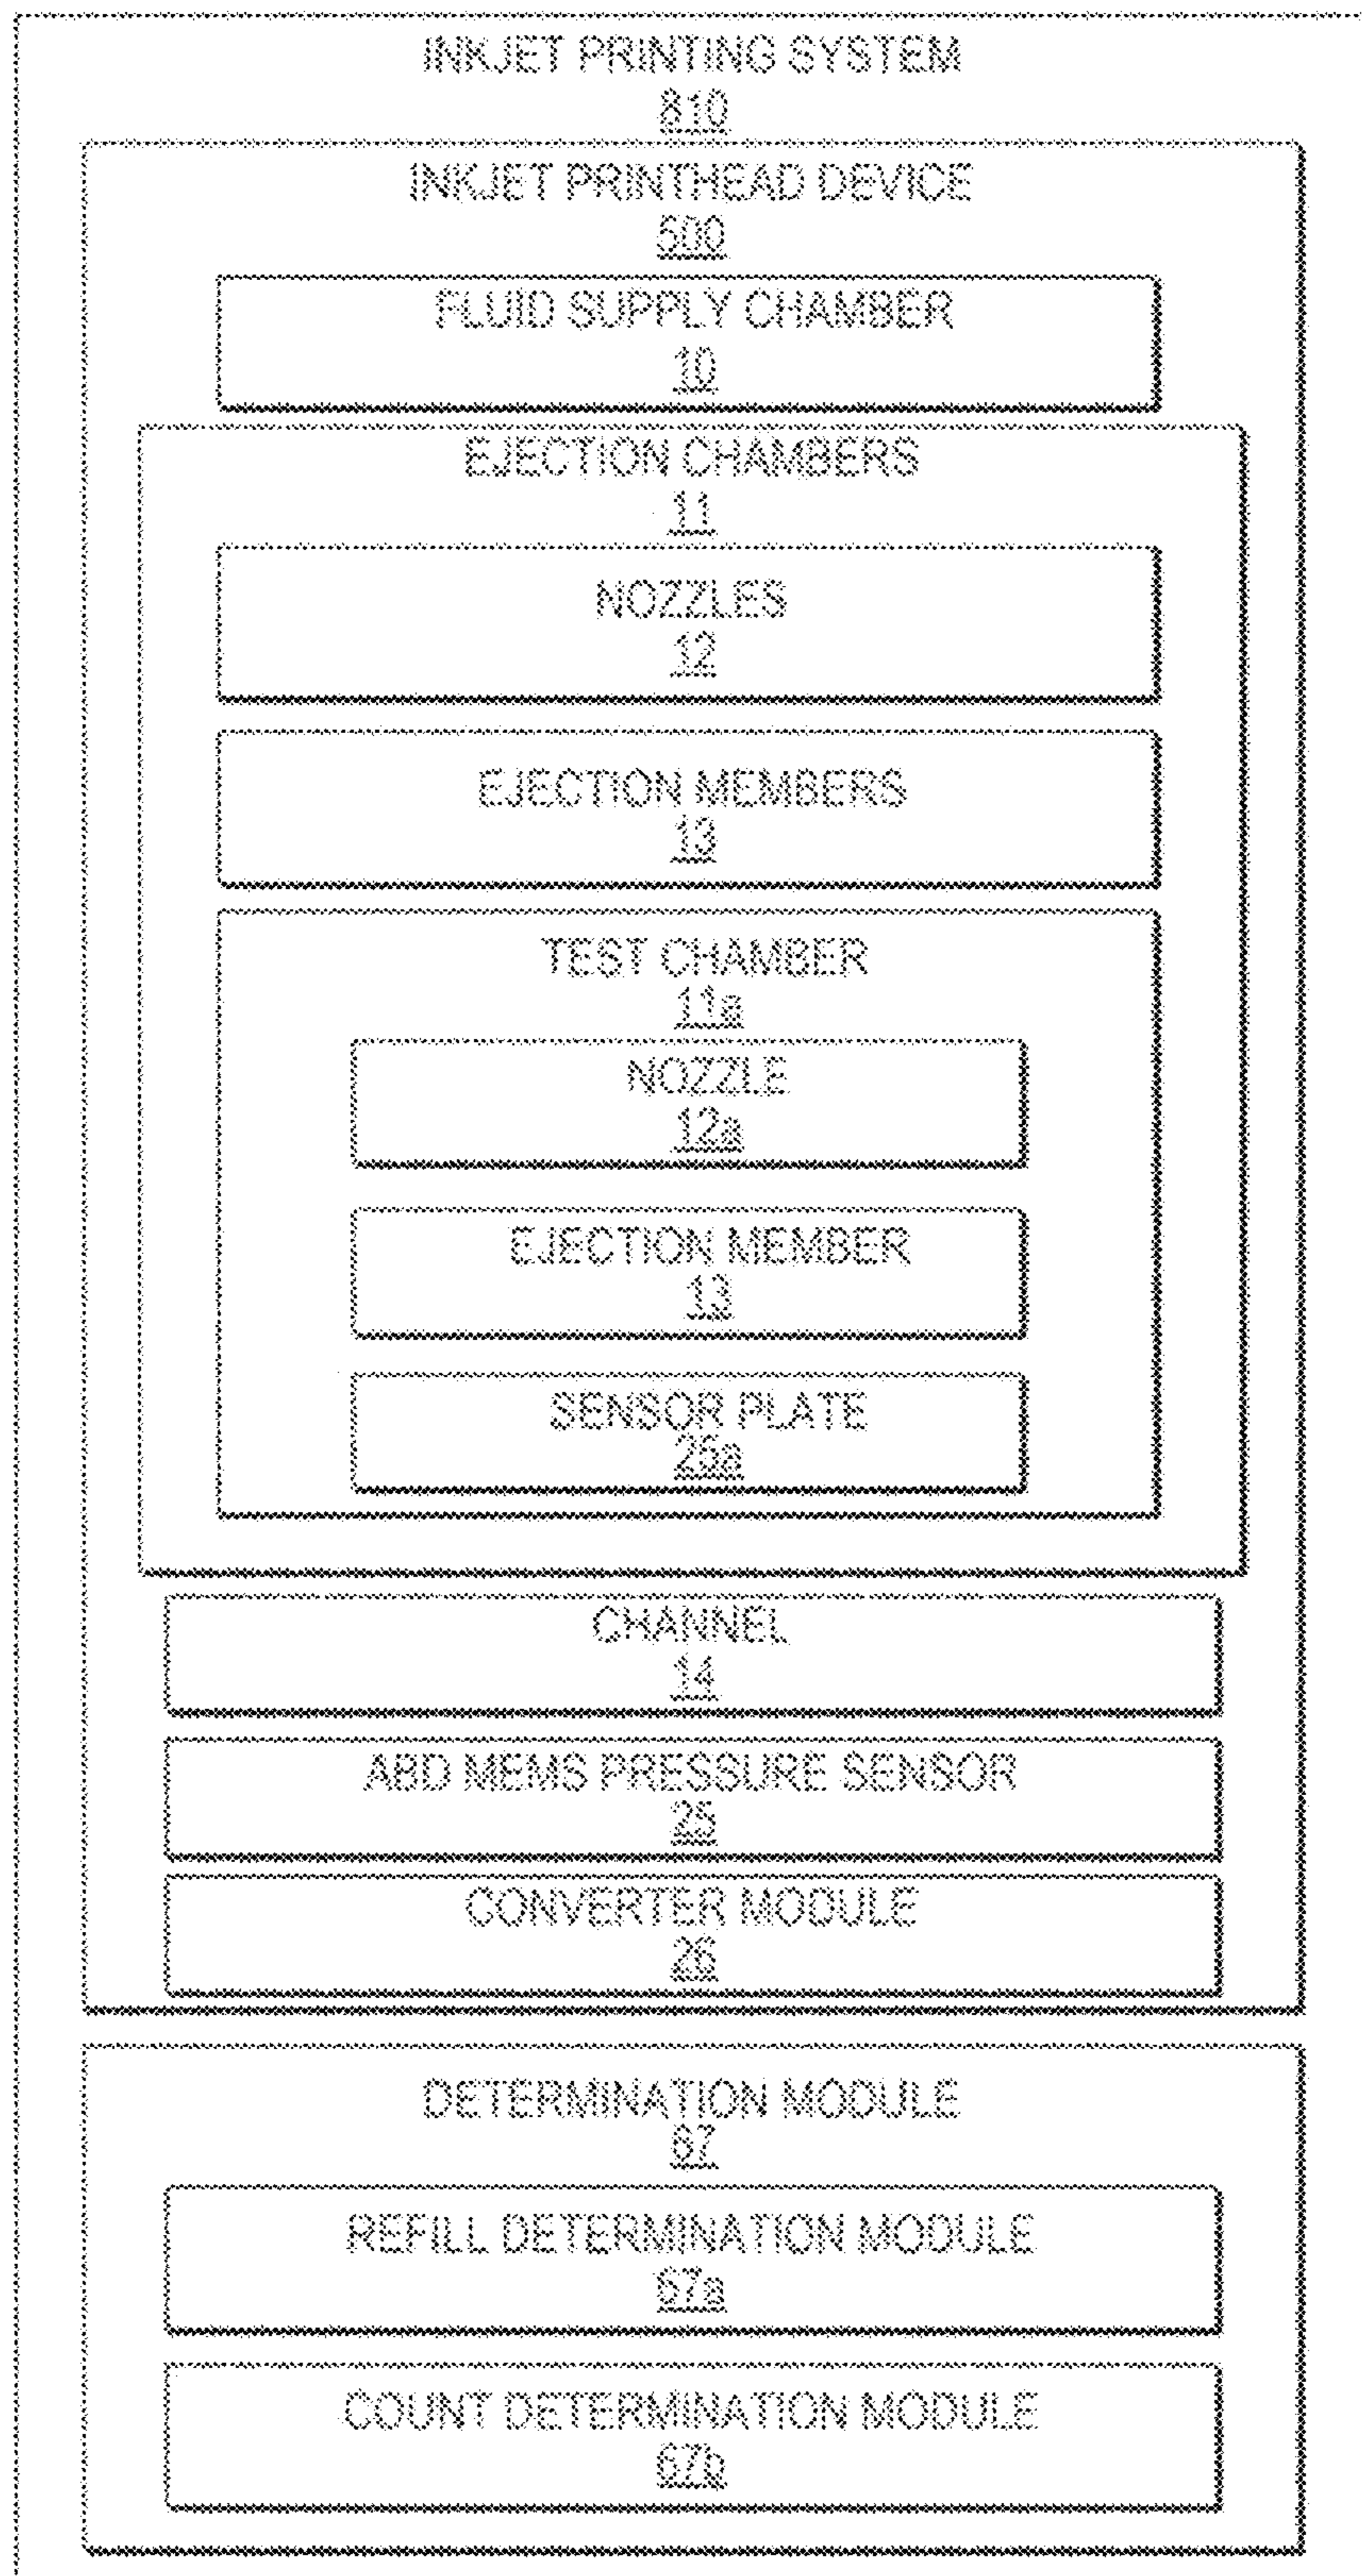 INKJET PRINTING SYSTEM
810
INKJET PRINTHEAD DEVICE
500
FLUID SUPPLY CHAMBER
10
EJECTION CHAMBERS
11
NOZZLES
12
EJECTION MEMBERS
13
TEST CHAMBER
11a
NOZZLE
12a
EJECTION MEMBER
13
SENSOR PLATE
25a
CHANNEL
14
ABD MEMS PRESSURE SENSOR
25
CONVERTER MODULE
26
DETERMINATION MODULE
67
REFILL DETERMINATION MODULE
67a
COUNT DETERMINATION MODULE
67b